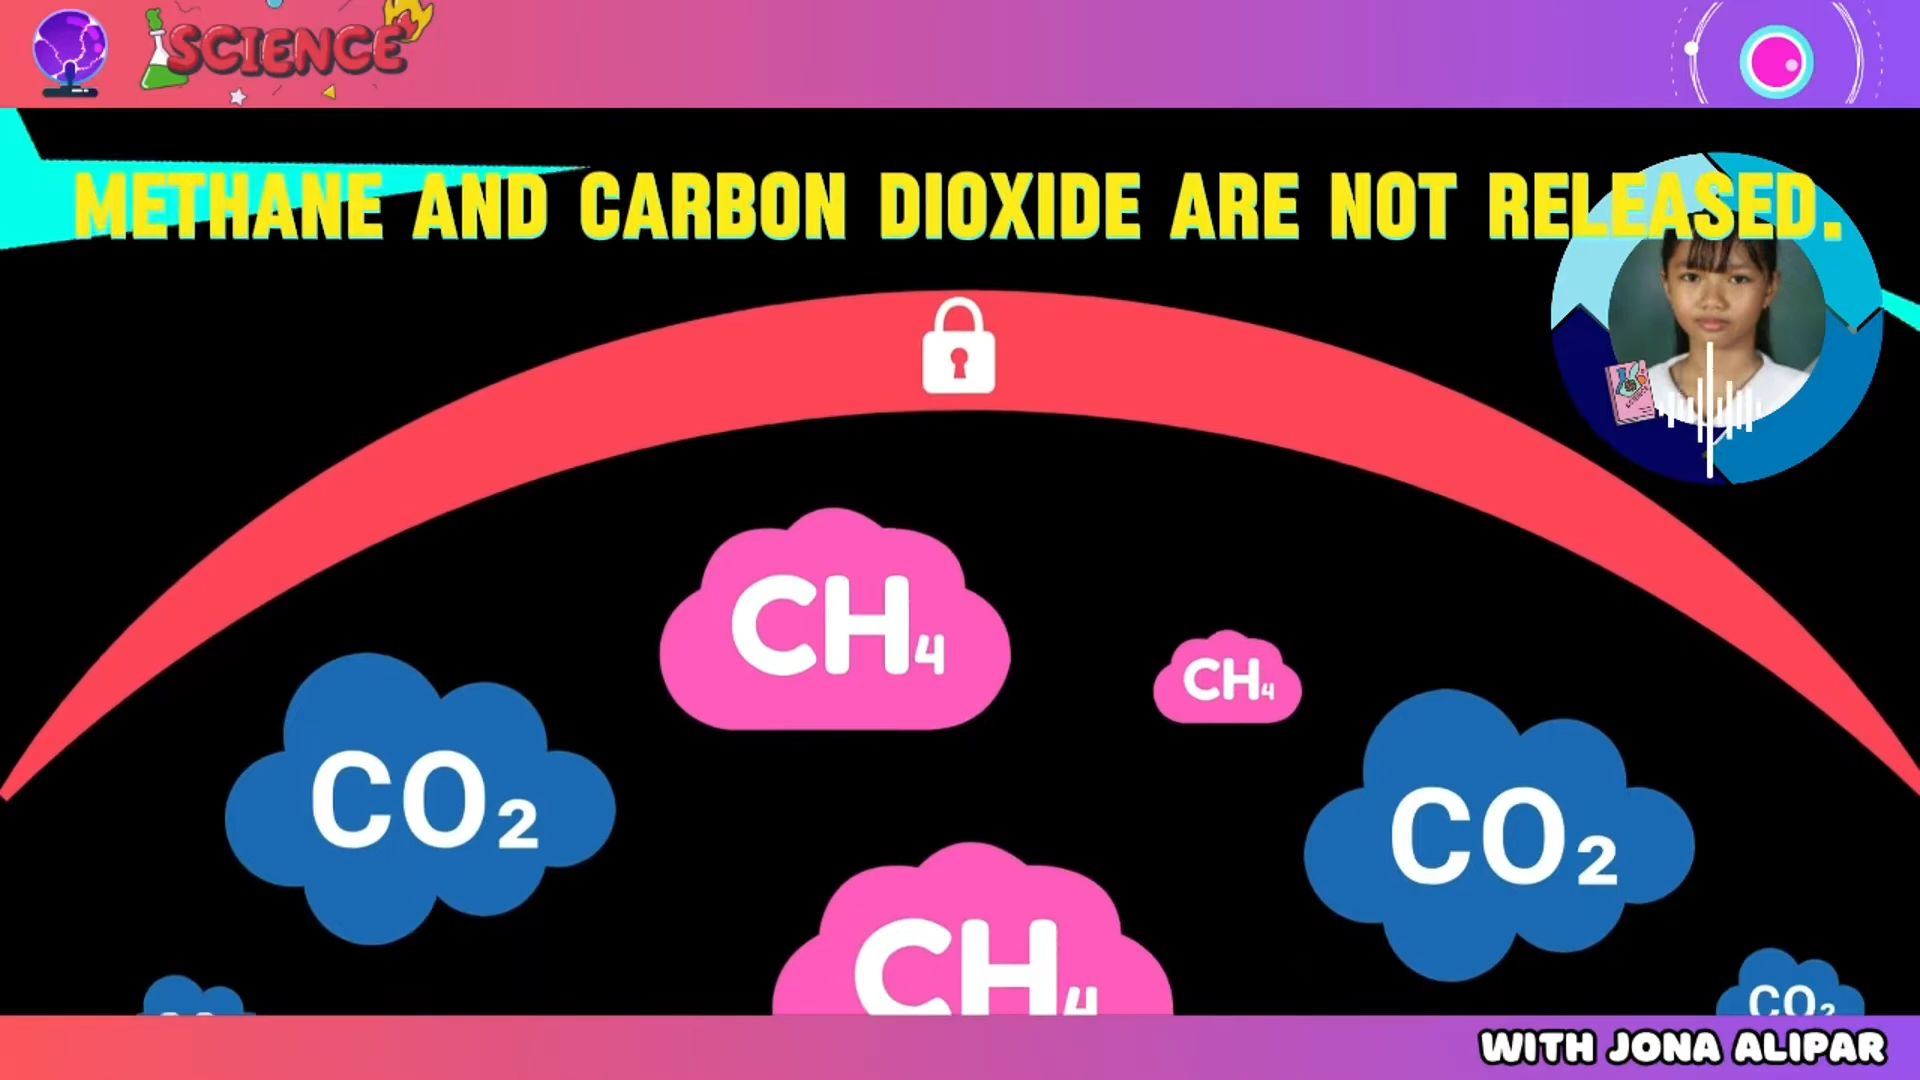 SCIENCE
METHANE AND CARBON DIOXIDE ARE NOT RELEASED.
CH₄
CH₄
CO₂
CO₂
CH₄
CO₂
WITH JONA ALIPAR